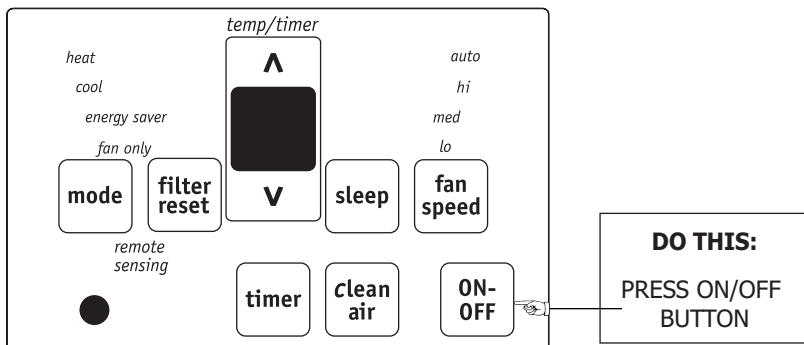 temp/timer
heat
cool
energy saver
fan only
auto
hi
med
lo
∧
∨
mode
filter
reset
sleep
fan
speed
remote
sensing
timer
clean
air
ON-
OFF
DO THIS:
PRESS ON/OFF
BUTTON